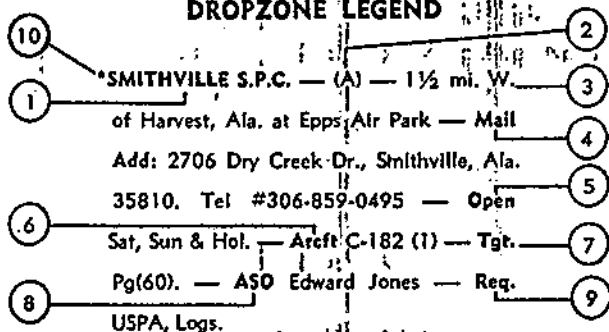 DROPZONE LEGEND
10
2
*SMITHVILLE S.P.C. — (A) — 1½ mi. W.
1
3
of Harvest, Ala. at Epps Air Park — Mail
4
Add: 2706 Dry Creek Dr., Smithville, Ala.
5
35810. Tel #306-859-0495 — Open
6
Sat, Sun & Hol. — Arcft C-182 (1) — Tgt.
7
Pg(60). — ASO Edward Jones — Req.
8
9
USPA, Logs.